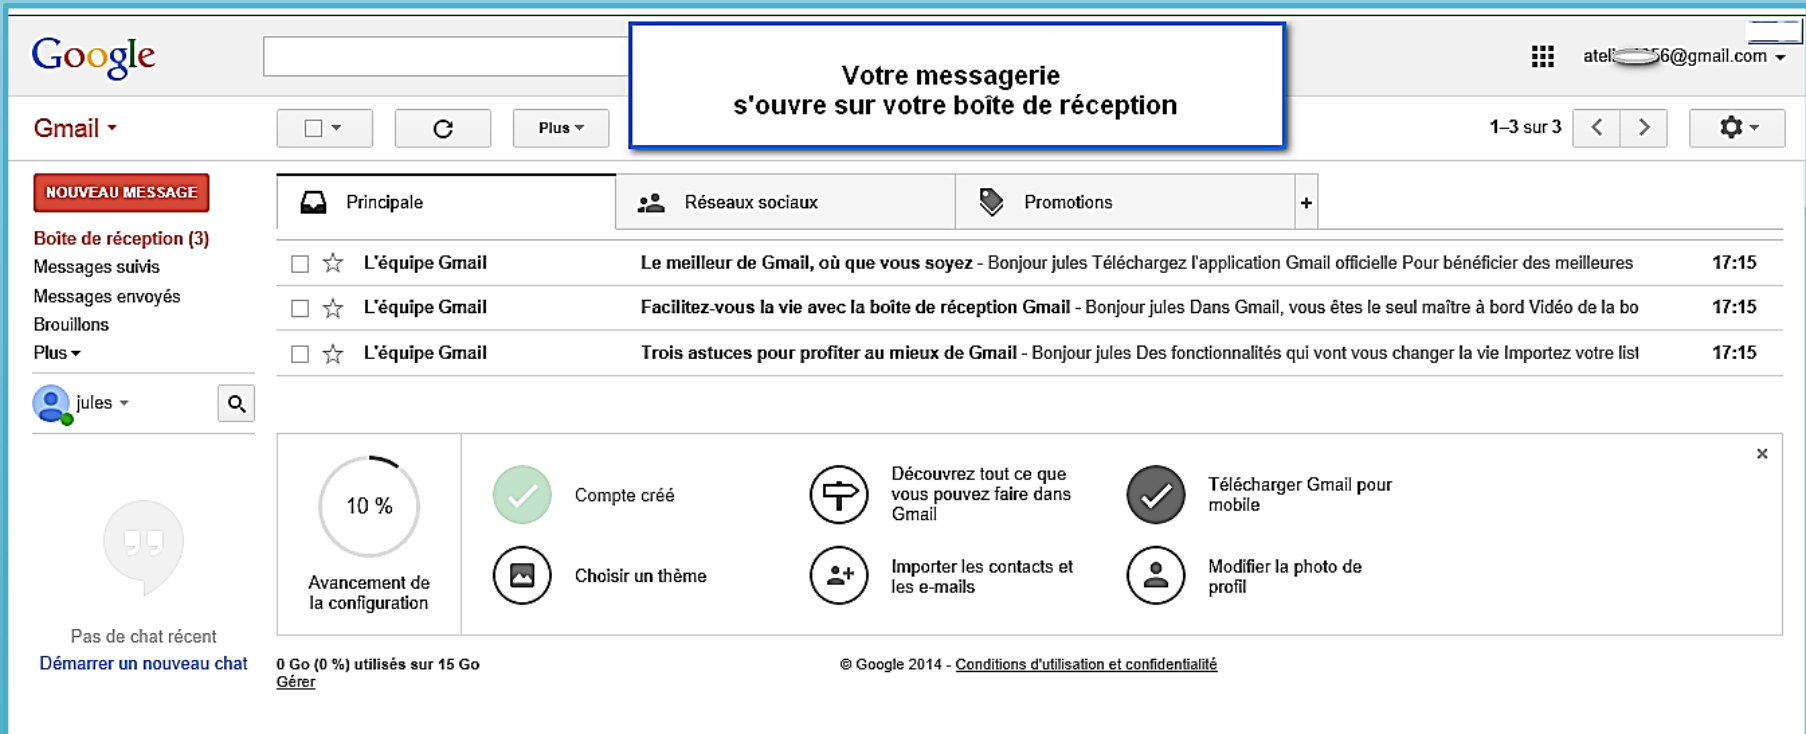 Google
Votre messagerie
s'ouvre sur votre boîte de réception
56@gmail.com
Gmail
Plus
1–3 sur 3
NOUVEAU MESSAGE
Boîte de réception (3)
Messages suivis
Messages envoyés
Brouillons
Plus
jules
Principale
Réseaux sociaux
Promotions
+
L'équipe Gmail Le meilleur de Gmail, où que vous soyez - Bonjour jules Téléchargez l'application Gmail officielle Pour bénéficier des meilleures 17:15
L'équipe Gmail Facilitez-vous la vie avec la boîte de réception Gmail - Bonjour jules Dans Gmail, vous êtes le seul maître à bord Vidéo de la bo 17:15
L'équipe Gmail Trois astuces pour profiter au mieux de Gmail - Bonjour jules Des fonctionnalités qui vont vous changer la vie Importez votre list 17:15
10 %
Avancement de
la configuration
Compte créé
Découvrez tout ce que
vous pouvez faire dans
Gmail
Télécharger Gmail pour
mobile
Choisir un thème
Importer les contacts et
les e-mails
Modifier la photo de
profil
Pas de chat récent
Démarrer un nouveau chat
0 Go (0 %) utilisés sur 15 Go
Gérer
© Google 2014 - Conditions d'utilisation et confidentialité